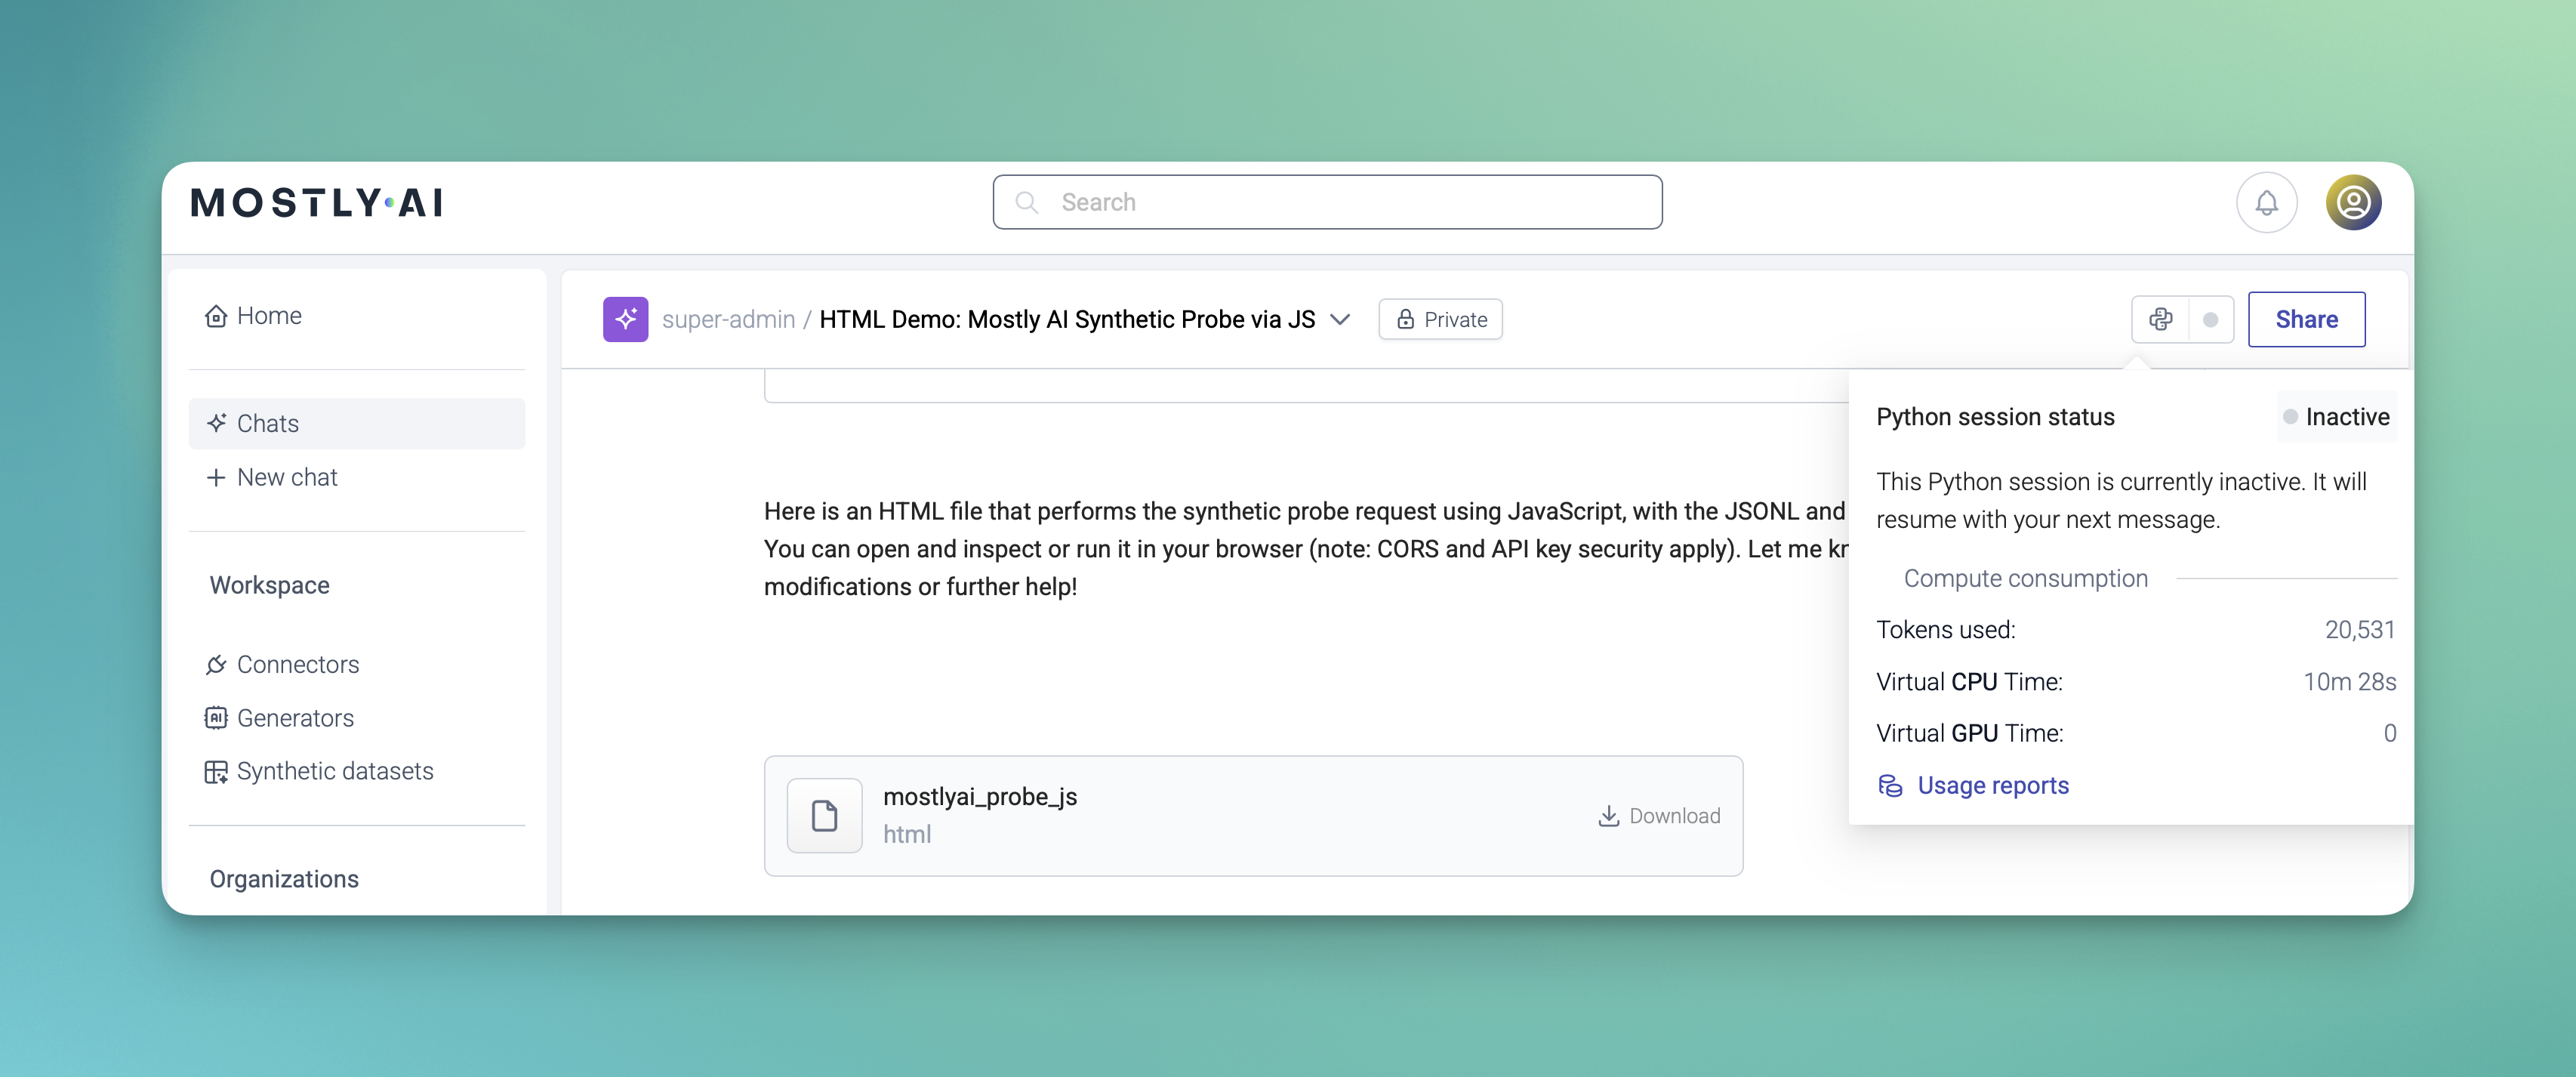 MOSTLY·AI
Search
Home
Chats
New chat
Workspace
Connectors
Generators
Synthetic datasets
Organizations
super-admin / HTML Demo: Mostly AI Synthetic Probe via JS
Private
Share
Here is an HTML file that performs the synthetic probe request using JavaScript, with the JSONL and
You can open and inspect or run it in your browser (note: CORS and API key security apply). Let me kn
modifications or further help!
mostlyai_probe_js
html
Download
Python session status
Inactive
This Python session is currently inactive. It will
resume with your next message.
Compute consumption
Tokens used: 20,531
Virtual CPU Time: 10m 28s
Virtual GPU Time: 0
Usage reports